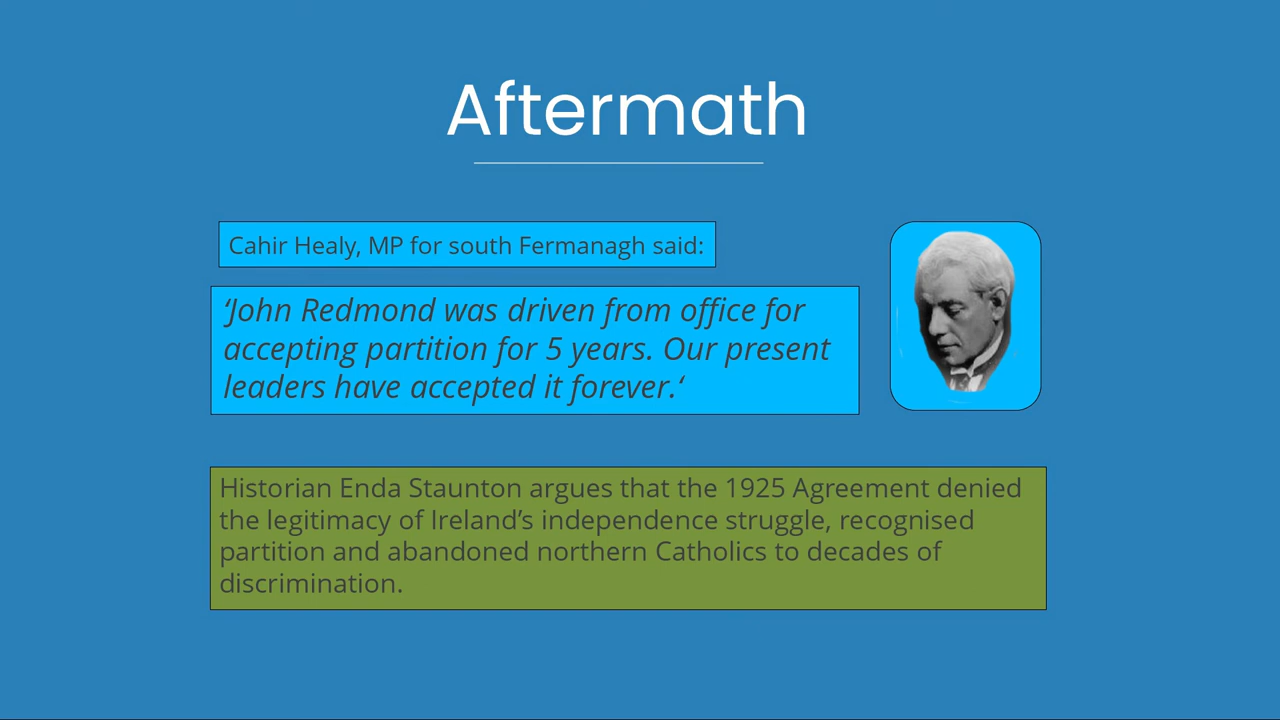 Aftermath
Cahir Healy, MP for south Fermanagh said:
‘John Redmond was driven from office for
accepting partition for 5 years. Our present
leaders have accepted it forever.‘
Historian Enda Staunton argues that the 1925 Agreement denied
the legitimacy of Ireland’s independence struggle, recognised
partition and abandoned northern Catholics to decades of
discrimination.